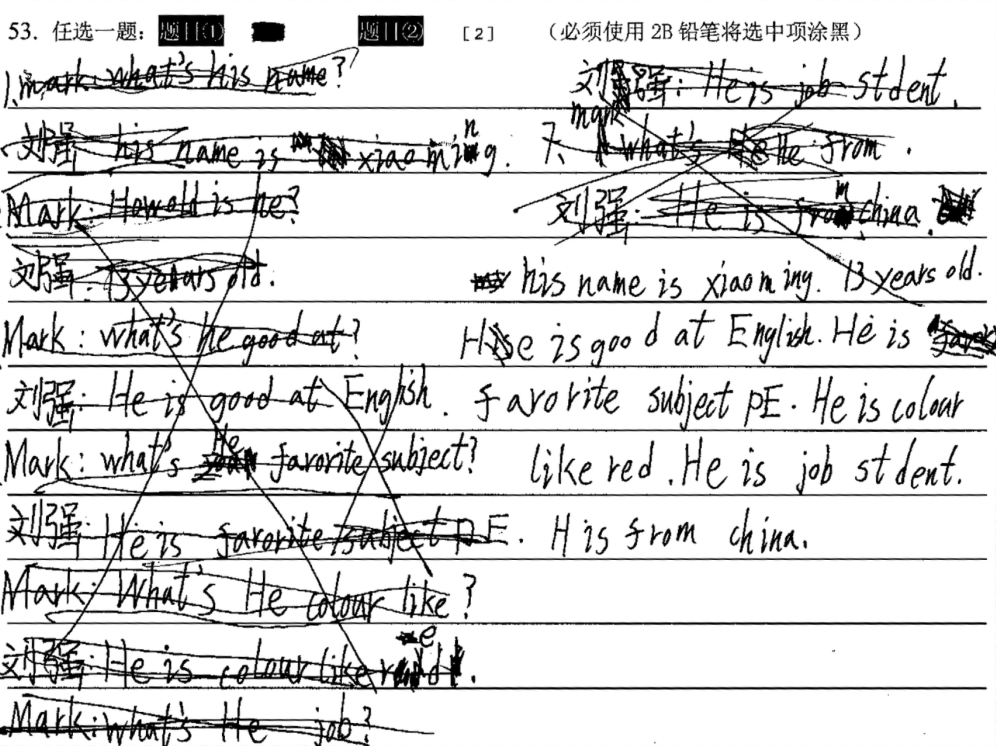 53. 任选一题: 题目① 题目② [2] (必须使用 2B 铅笔将选中项涂黑)
1. mark: what's his name?
刘强: his name is xiaoming.
Mark: How old is he?
刘强: 13 years old.
Mark: what's he good at?
刘强: He is good at English.
Mark: what's He favorite subject?
刘强: He is favorite subject PE.
Mark: What's He colour like?
刘强: He is colour like red.
Mark: what's He job?
刘强: He is job stdent.
mark
7. what's He from.
刘强: He is from china.
his name is xiaoming. 13 years old.
He is good at English. He is
favorite subject PE. He is colour
like red. He is job stdent.
H is from china.